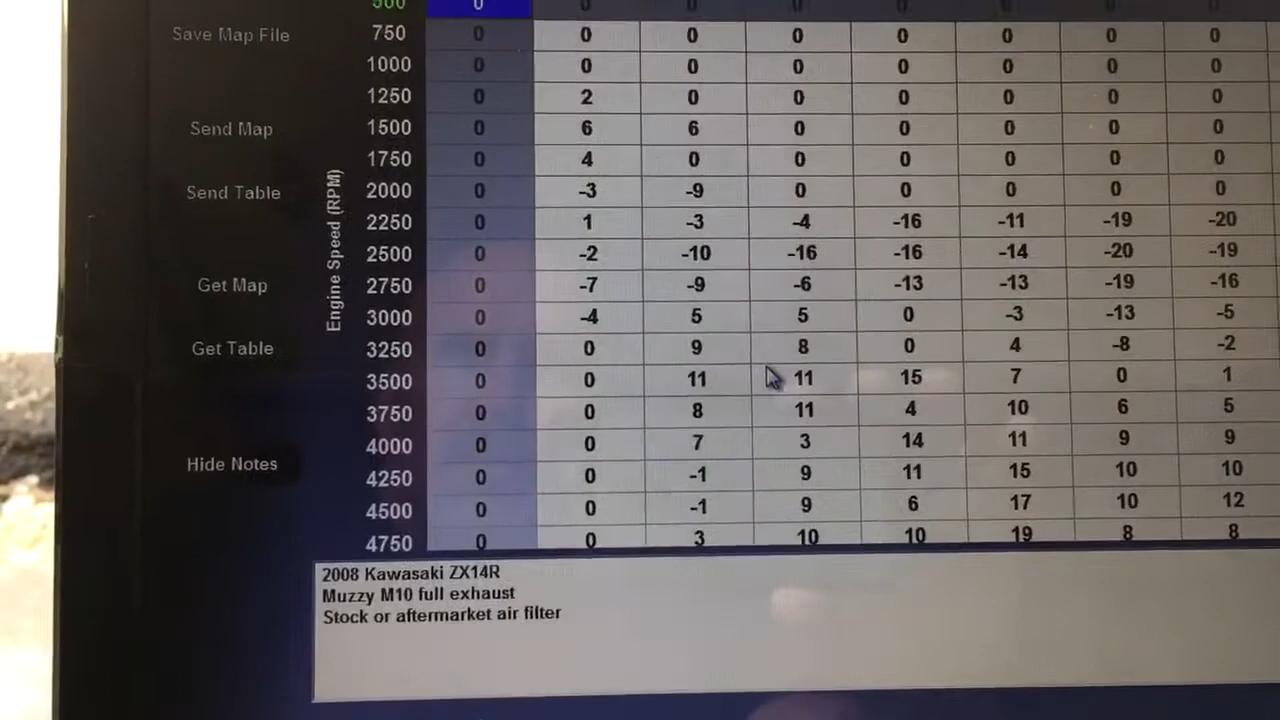 500 0 0 0 0 0 0 0 0
Save Map File 750 0 0 0 0 0 0 0 0
1000 0 0 0 0 0 0 0 0
1250 0 2 0 0 0 0 0 0
Send Map 1500 0 6 6 0 0 0 0 0
1750 0 4 0 0 0 0 0 0
Send Table 2000 0 -3 -9 0 0 0 0 0
2250 0 1 -3 -4 -16 -11 -19 -20
2500 0 -2 -10 -16 -16 -14 -20 -19
Get Map 2750 0 -7 -9 -6 -13 -13 -19 -16
3000 0 -4 5 5 0 -3 -13 -5
Get Table 3250 0 0 9 8 0 4 -8 -2
3500 0 0 11 11 15 7 0 1
3750 0 0 8 11 4 10 6 5
4000 0 0 7 3 14 11 9 9
Hide Notes 4250 0 0 -1 9 11 15 10 10
4500 0 0 -1 9 6 17 10 12
4750 0 0 3 10 10 19 8 8
Engine Speed (RPM)
2008 Kawasaki ZX14R
Muzzy M10 full exhaust
Stock or aftermarket air filter